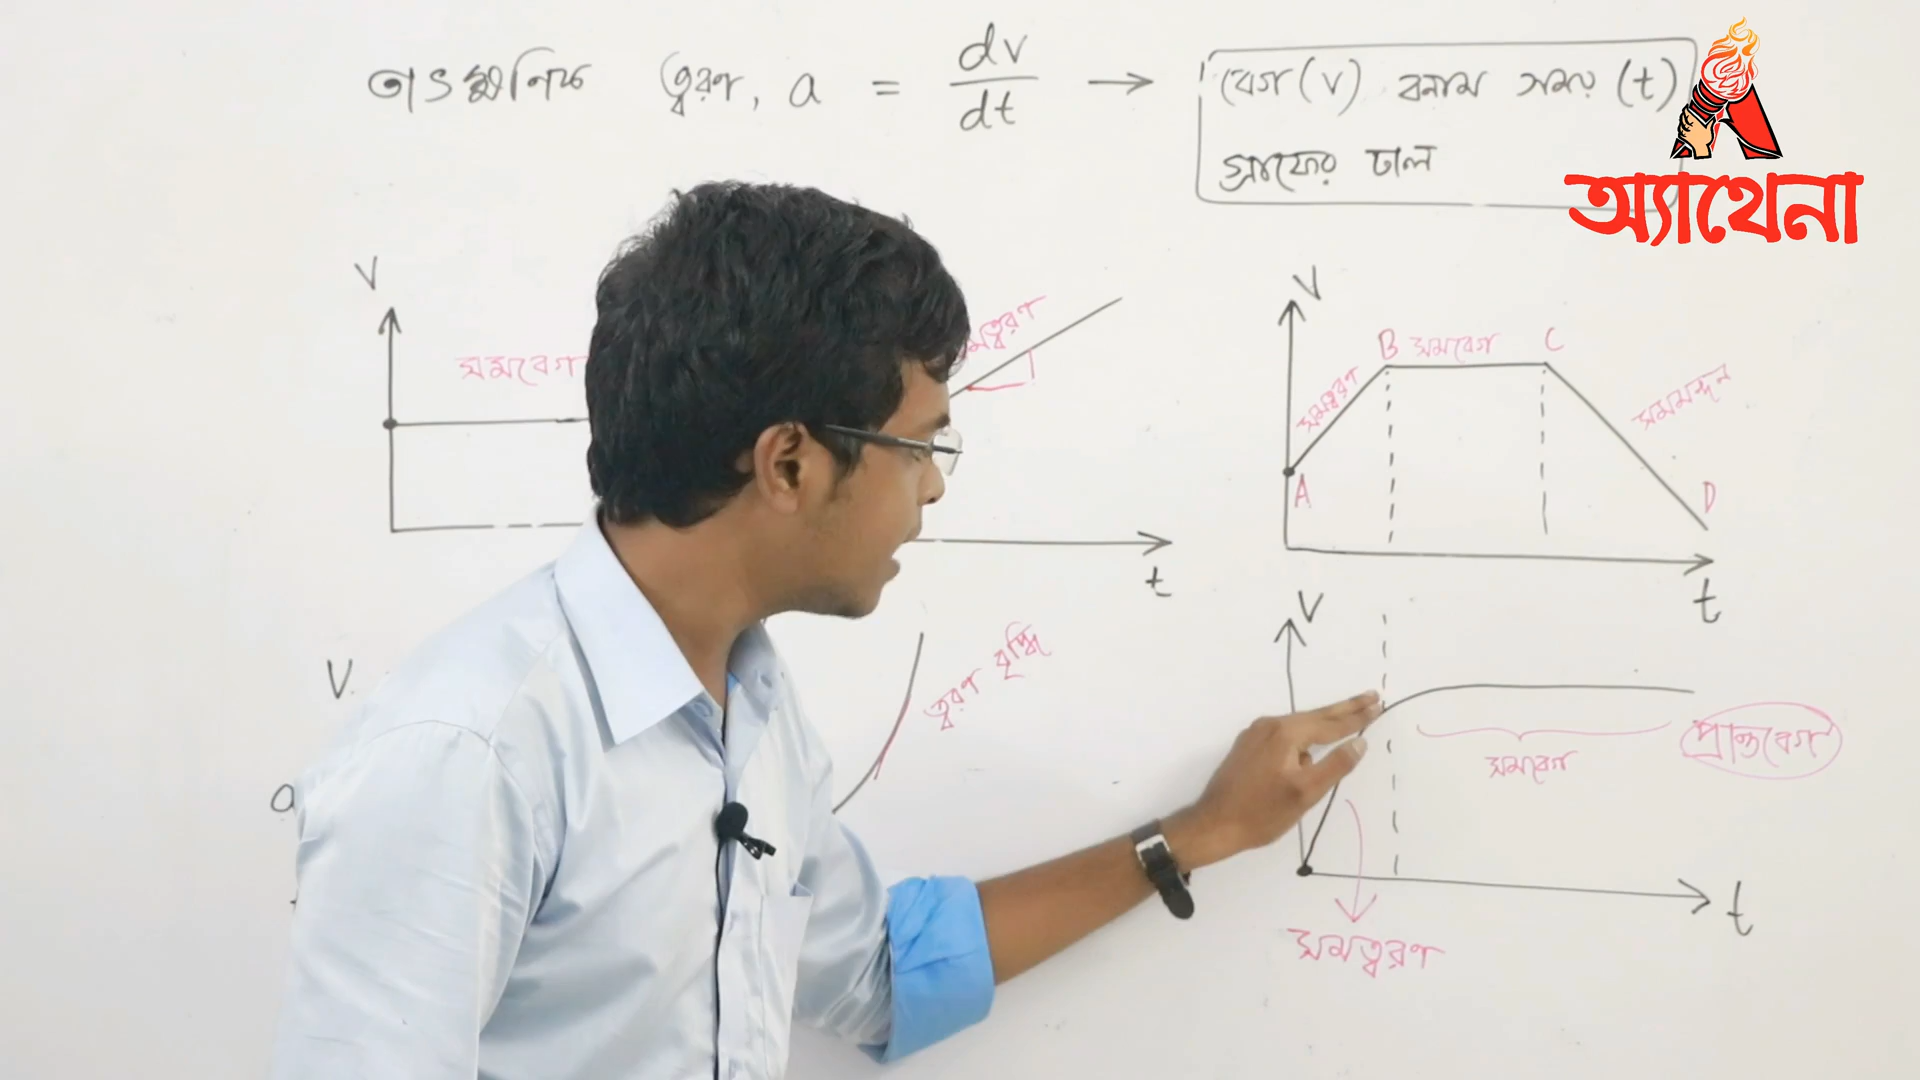 তাৎক্ষণিক ত্বরণ, a = dv/dt → বেগ (v) বনাম সময় (t)
গ্রাফের ঢাল
অ্যাথেনা
V
সমবেগ
সমত্বরণ
t
V
A
সমত্বরণ
B
সমবেগ
C
সমমন্দন
D
t
V
a
ত্বরণ বৃদ্ধি
V
সমবেগ
প্রান্তবেগ
t
সমত্বরণ